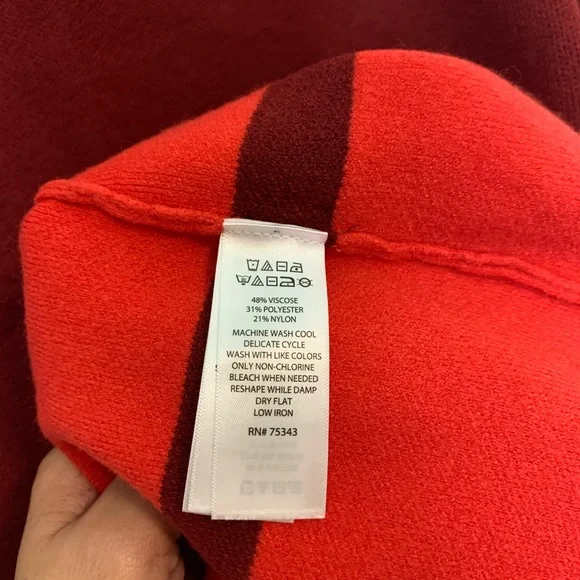 48% VISCOSE
31% POLYESTER
21% NYLON
MACHINE WASH COOL
DELICATE CYCLE
WASH WITH LIKE COLORS
ONLY NON-CHLORINE
BLEACH WHEN NEEDED
RESHAPE WHILE DAMP
DRY FLAT
LOW IRON
RN# 75343